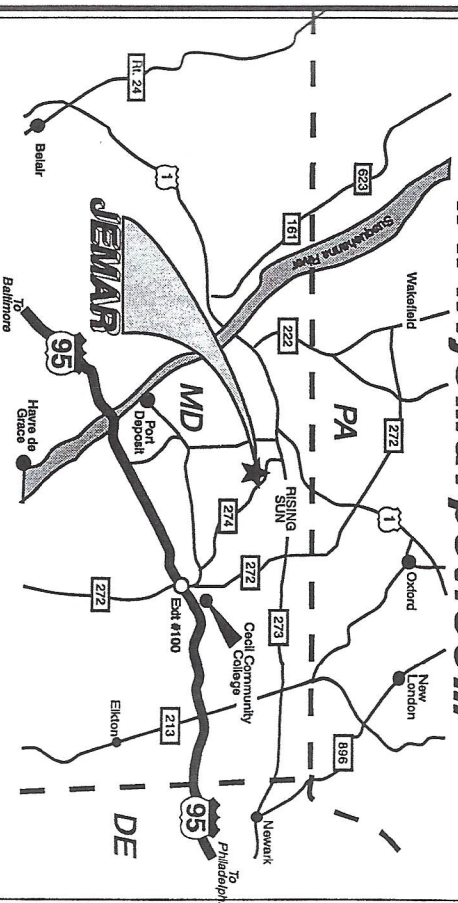 Wakefield
272
1
Oxford
New
London
896
623
161
Susquehanna River
222
PA
MD
DE
RISING
SUN
273
Newark
Rt. 24
1
Belair
JEMAR
Port
Deposit
274
272
Cecil Community
College
Exit #100
95
To
Baltimore
Havre de
Grace
272
213
Elkton
95
To
Philadelph